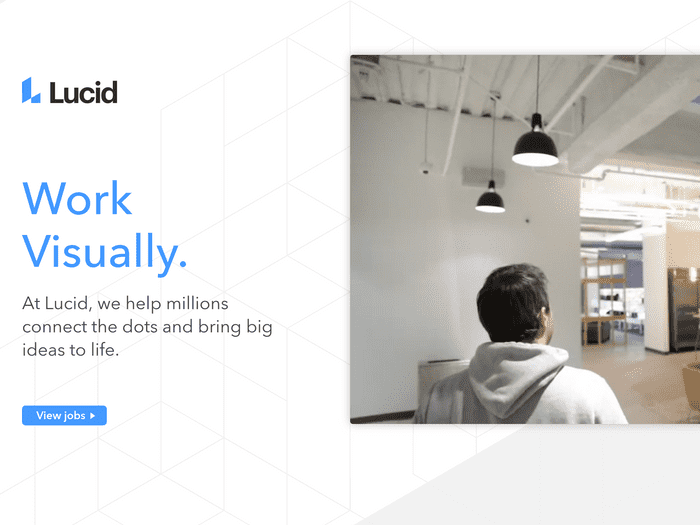 Lucid
Work
Visually.
At Lucid, we help millions
connect the dots and bring big
ideas to life.
View jobs